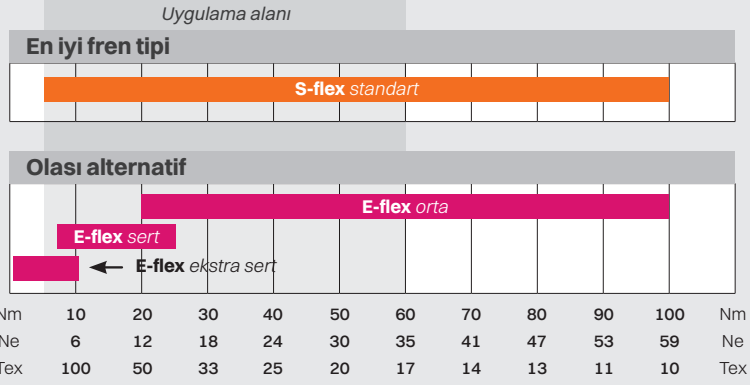 Uygulama alanı
En iyi fren tipi
S-flex standart
Olası alternatif
E-flex orta
E-flex sert
E-flex ekstra sert
Nm 10 20 30 40 50 60 70 80 90 100 Nm
Ne 6 12 18 24 30 35 41 47 53 59 Ne
Tex 100 50 33 25 20 17 14 13 11 10 Tex